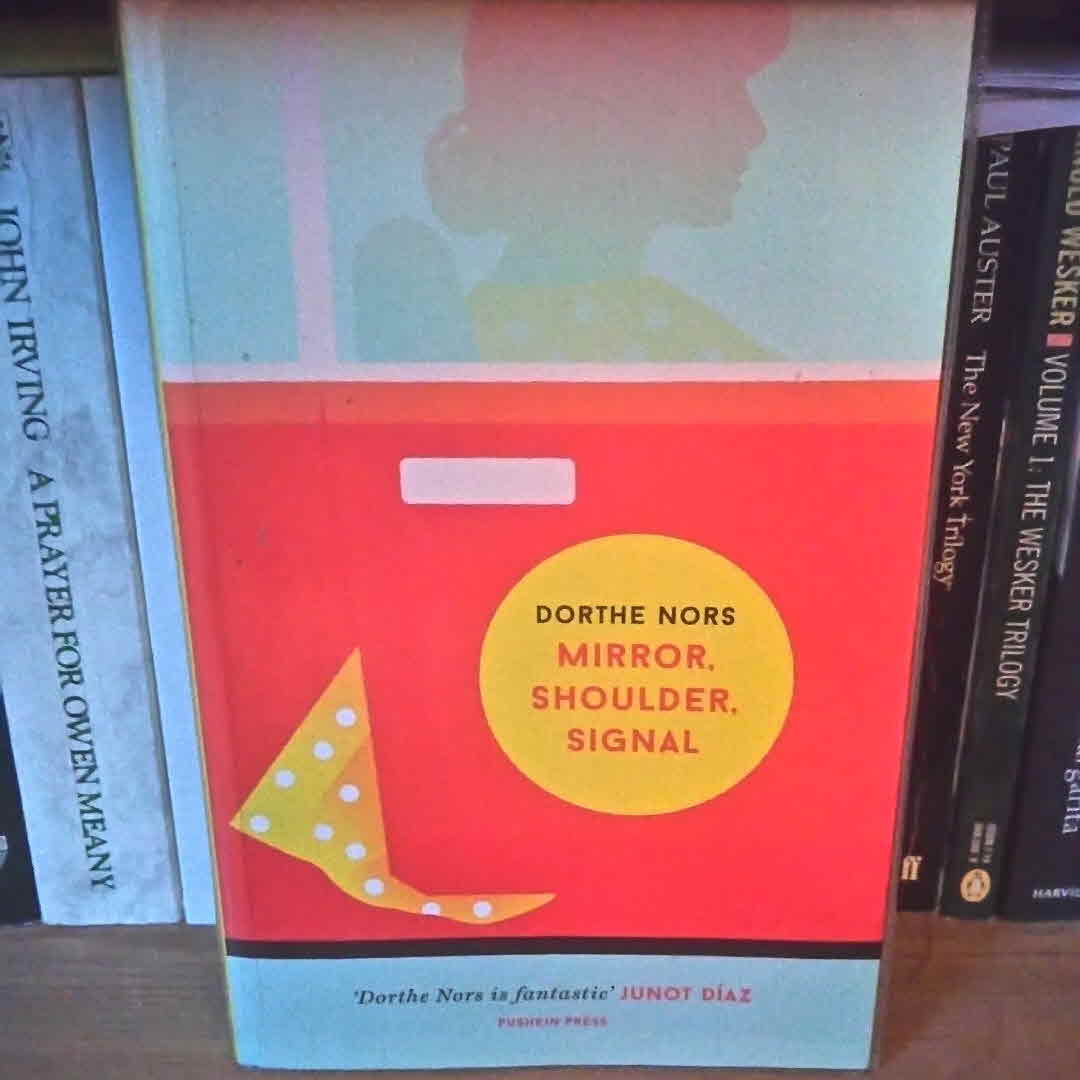 JOHN IRVING A PRAYER FOR OWEN MEANY
DORTHE NORS
MIRROR,
SHOULDER,
SIGNAL
'Dorthe Nors is fantastic' JUNOT DÍAZ
PUSHKIN PRESS
PAUL AUSTER The New York Trilogy
ff
WESKER VOLUME 1: THE WESKER TRILOGY